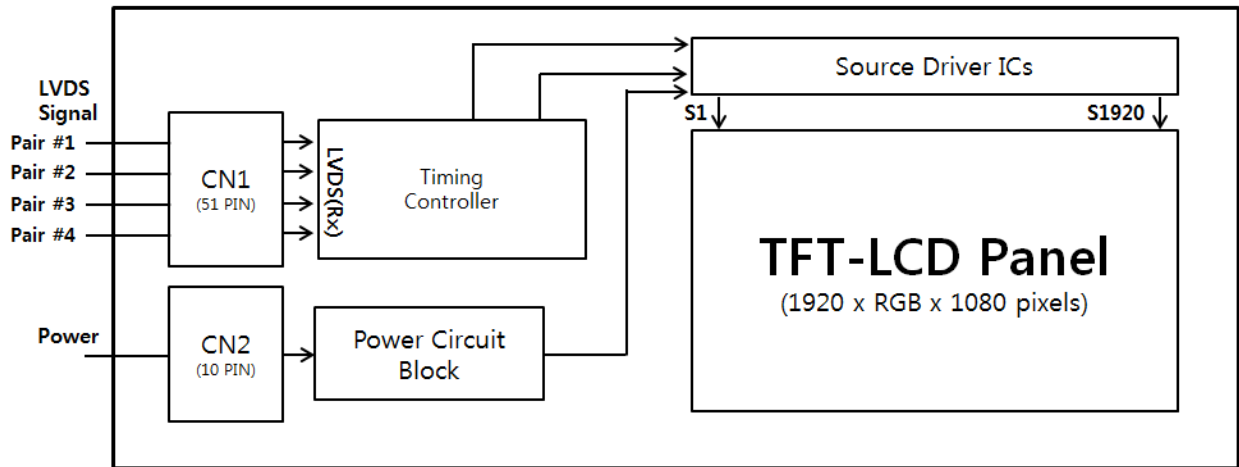 LVDS
Signal
Pair #1
Pair #2
Pair #3
Pair #4
CN1
(51 PIN)
LVDS(Rx)
Timing
Controller
Source Driver ICs
S1
S1920
TFT-LCD Panel
(1920 x RGB x 1080 pixels)
Power
CN2
(10 PIN)
Power Circuit
Block